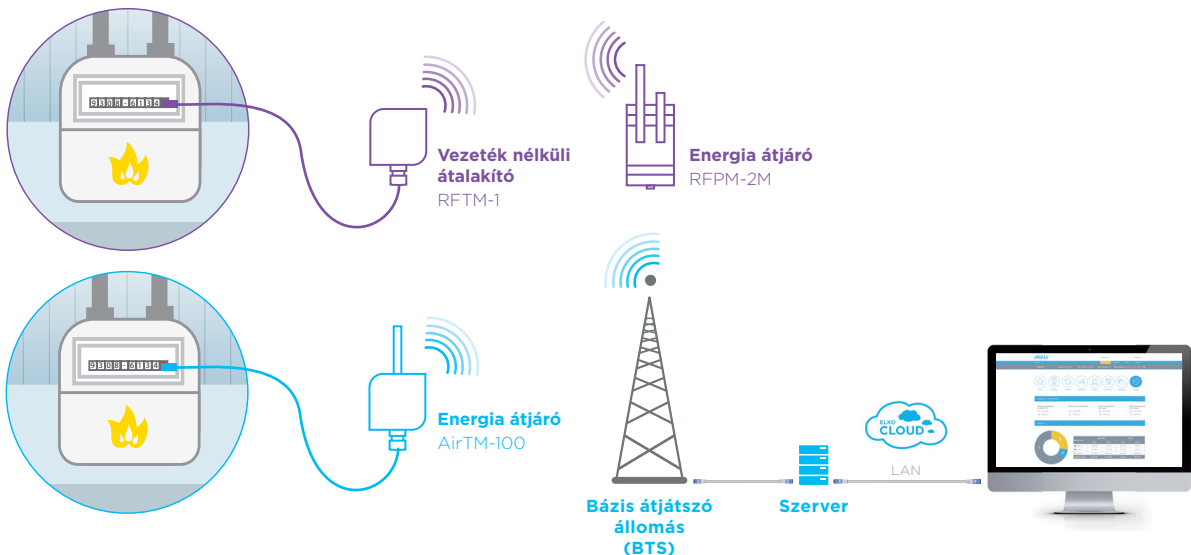 9308-6134
Vezeték nélküli
átalakító
RFTM-1
Energia átjáró
RFPM-2M
9308-6134
Energia átjáró
AirTM-100
ELKO
CLOUD
LAN
Bázis átjátszó
állomás
(BTS)
Szerver